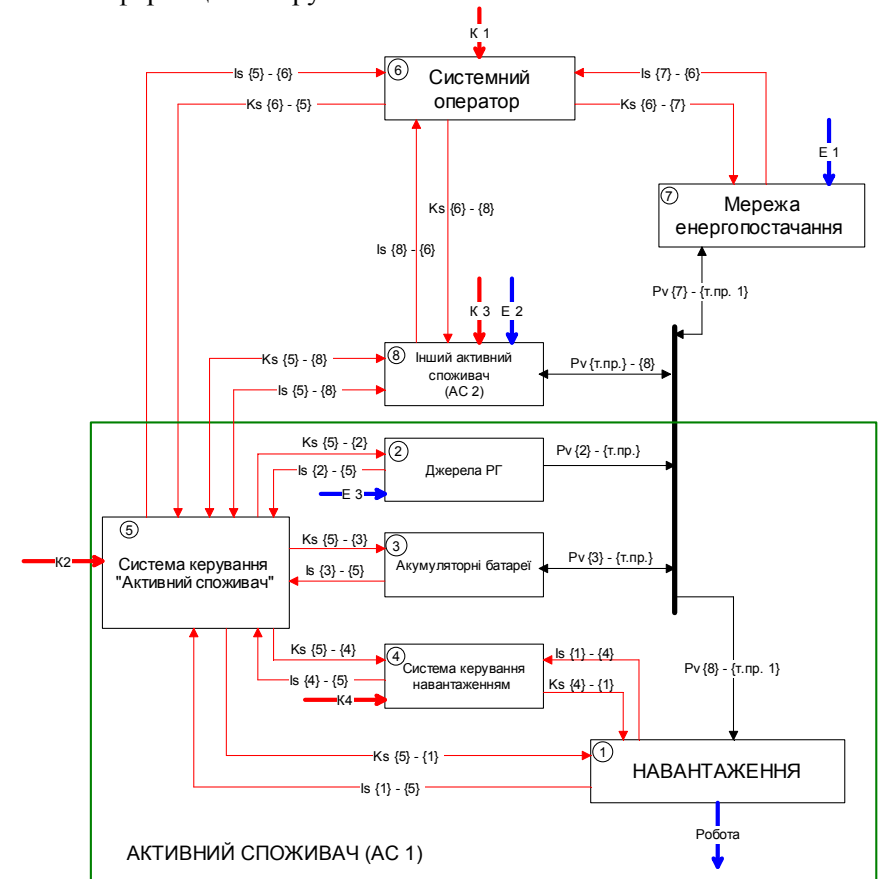 К 1
6
Системний
оператор
Is {5} - {6}
Is {7} - {6}
Ks {6} - {5}
Ks {6} - {7}
E 1
7
Мережа
енергопостачання
Ks {6} - {8}
Is {8} - {6}
Pv {7} - {т.пр. 1}
К 3
E 2
8
Інший активний
споживач
(АС 2)
Ks {5} - {8}
Is {5} - {8}
Pv {т.пр.} - {8}
2
Джерела РГ
Ks {5} - {2}
Is {2} - {5}
E 3
Pv {2} - {т.пр.}
5
Система керування
"Активний споживач"
К2
3
Акумуляторні батареї
Ks {5} - {3}
Is {3} - {5}
Pv {3} - {т.пр.}
4
Система керування
навантаженням
Ks {5} - {4}
Is {4} - {5}
К4
Is {1} - {4}
Ks {4} - {1}
Pv {8} - {т.пр. 1}
Ks {5} - {1}
Is {1} - {5}
1
НАВАНТАЖЕННЯ
Робота
АКТИВНИЙ СПОЖИВАЧ (АС 1)